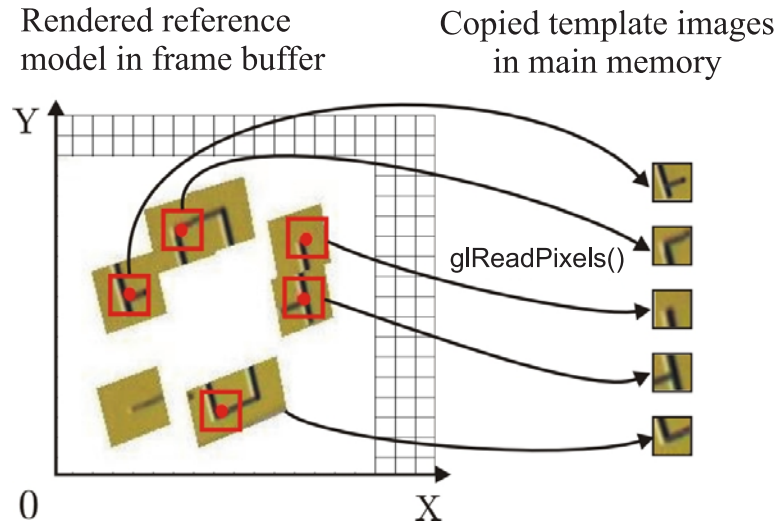 Rendered reference
model in frame buffer
Copied template images
in main memory
Y
glReadPixels()
0
X